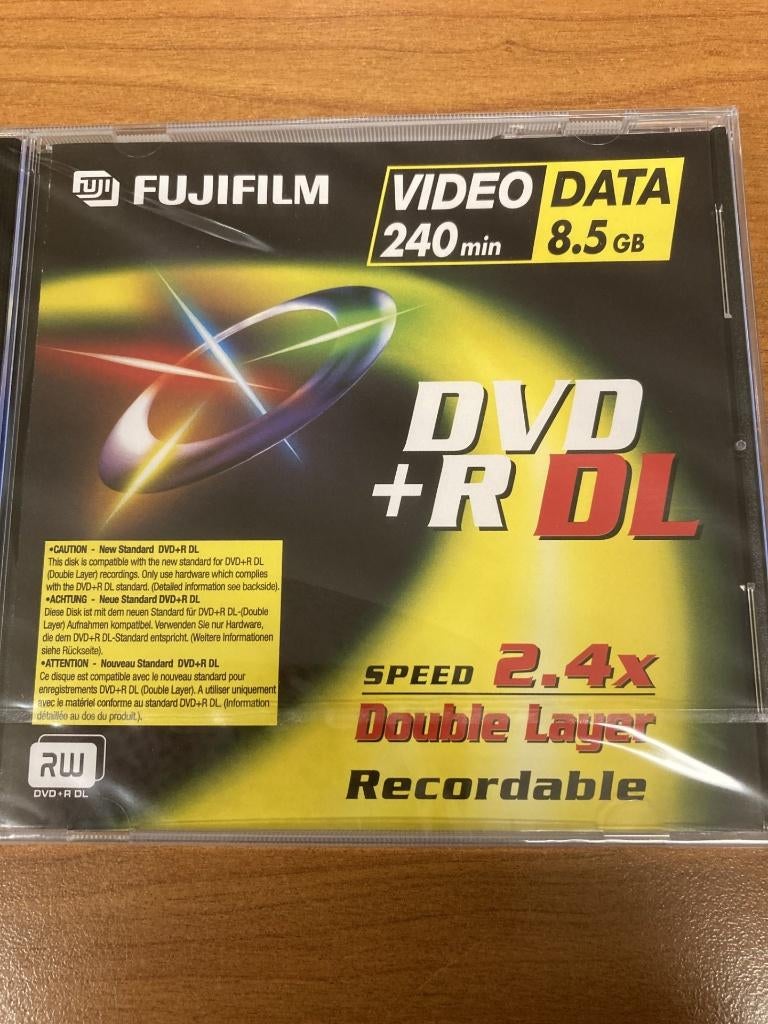 FUJI FUJIFILM
VIDEO DATA
240 min 8.5 GB
DVD
+R DL
•CAUTION - New Standard DVD+R DL
This disk is compatible with the new standard for DVD+R DL
(Double Layer) recordings. Only use hardware which complies
with the DVD+R DL standard. (Detailed information see backside).
•ACHTUNG - Neue Standard DVD+R DL
Diese Disk ist mit dem neuen Standard für DVD+R DL-(Double
Layer) Aufnahmen kompatibel. Verwenden Sie nur Hardware,
die dem DVD+R DL-Standard entspricht. (Weitere Informationen
siehe Rückseite).
•ATTENTION - Nouveau Standard DVD+R DL
Ce disque est compatible avec le nouveau standard pour
enregistrements DVD+R DL (Double Layer). A utiliser uniquement
avec le matériel conforme au standard DVD+R DL. (Information
détaillée au dos du produit.).
SPEED 2.4x
Double Layer
Recordable
RW
DVD+R DL